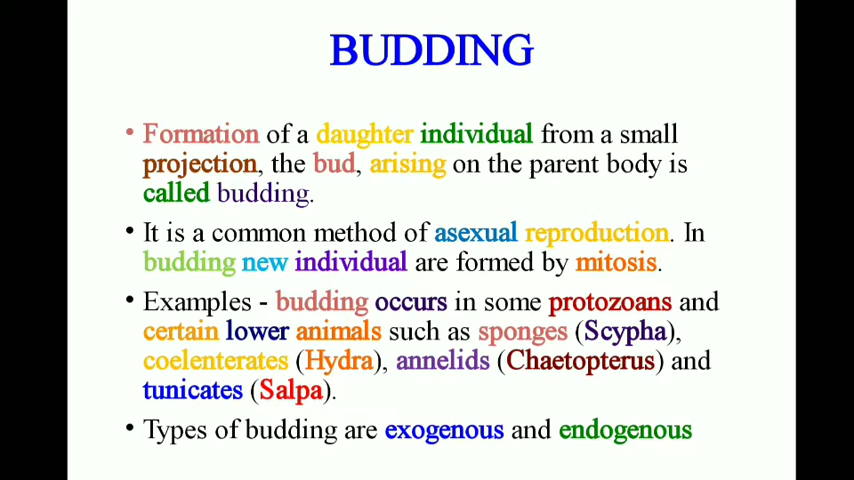 BUDDING
• Formation of a daughter individual from a small
projection, the bud, arising on the parent body is
called budding.
• It is a common method of asexual reproduction. In
budding new individual are formed by mitosis.
• Examples - budding occurs in some protozoans and
certain lower animals such as sponges (Scypha),
coelenterates (Hydra), annelids (Chaetopterus) and
tunicates (Salpa).
• Types of budding are exogenous and endogenous